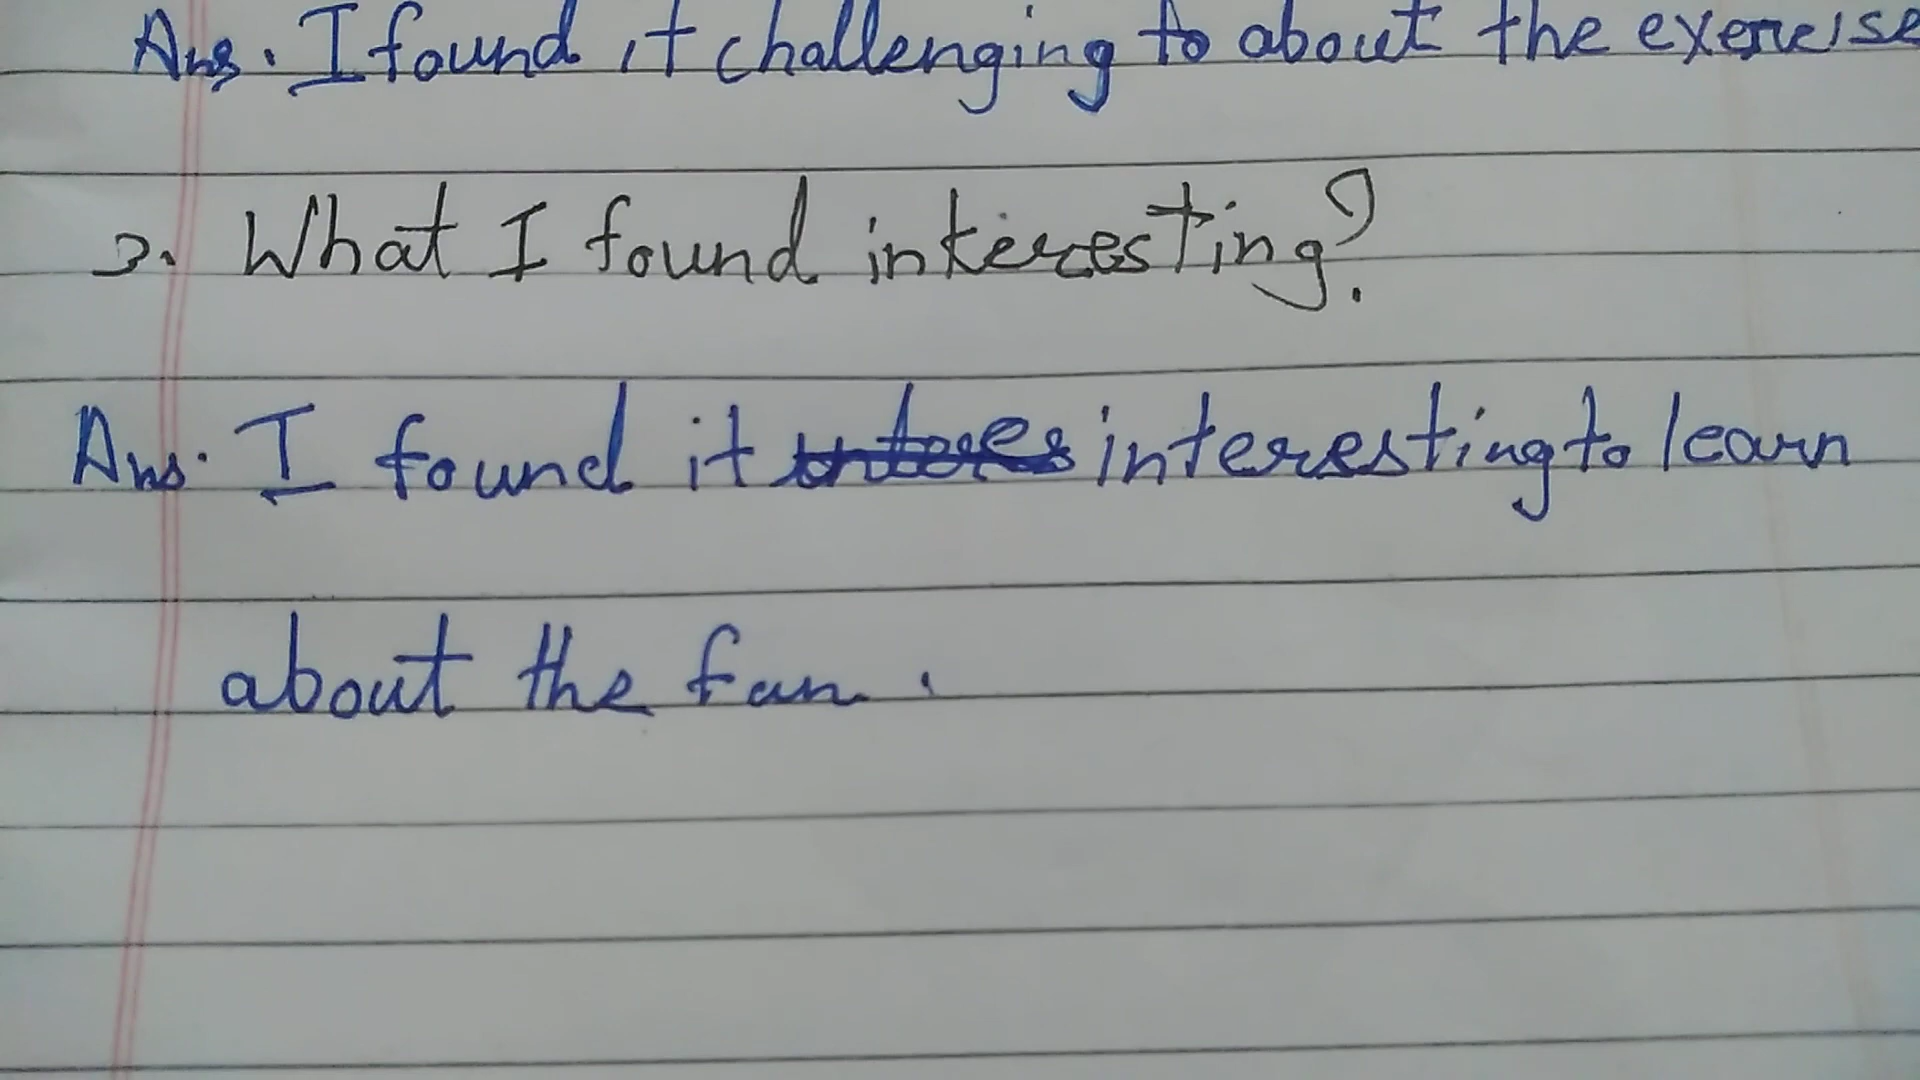 Ans. I found it challenging to about the exercise
3. What I found interesting?
Ans. I found it interesting to learn
about the fan.